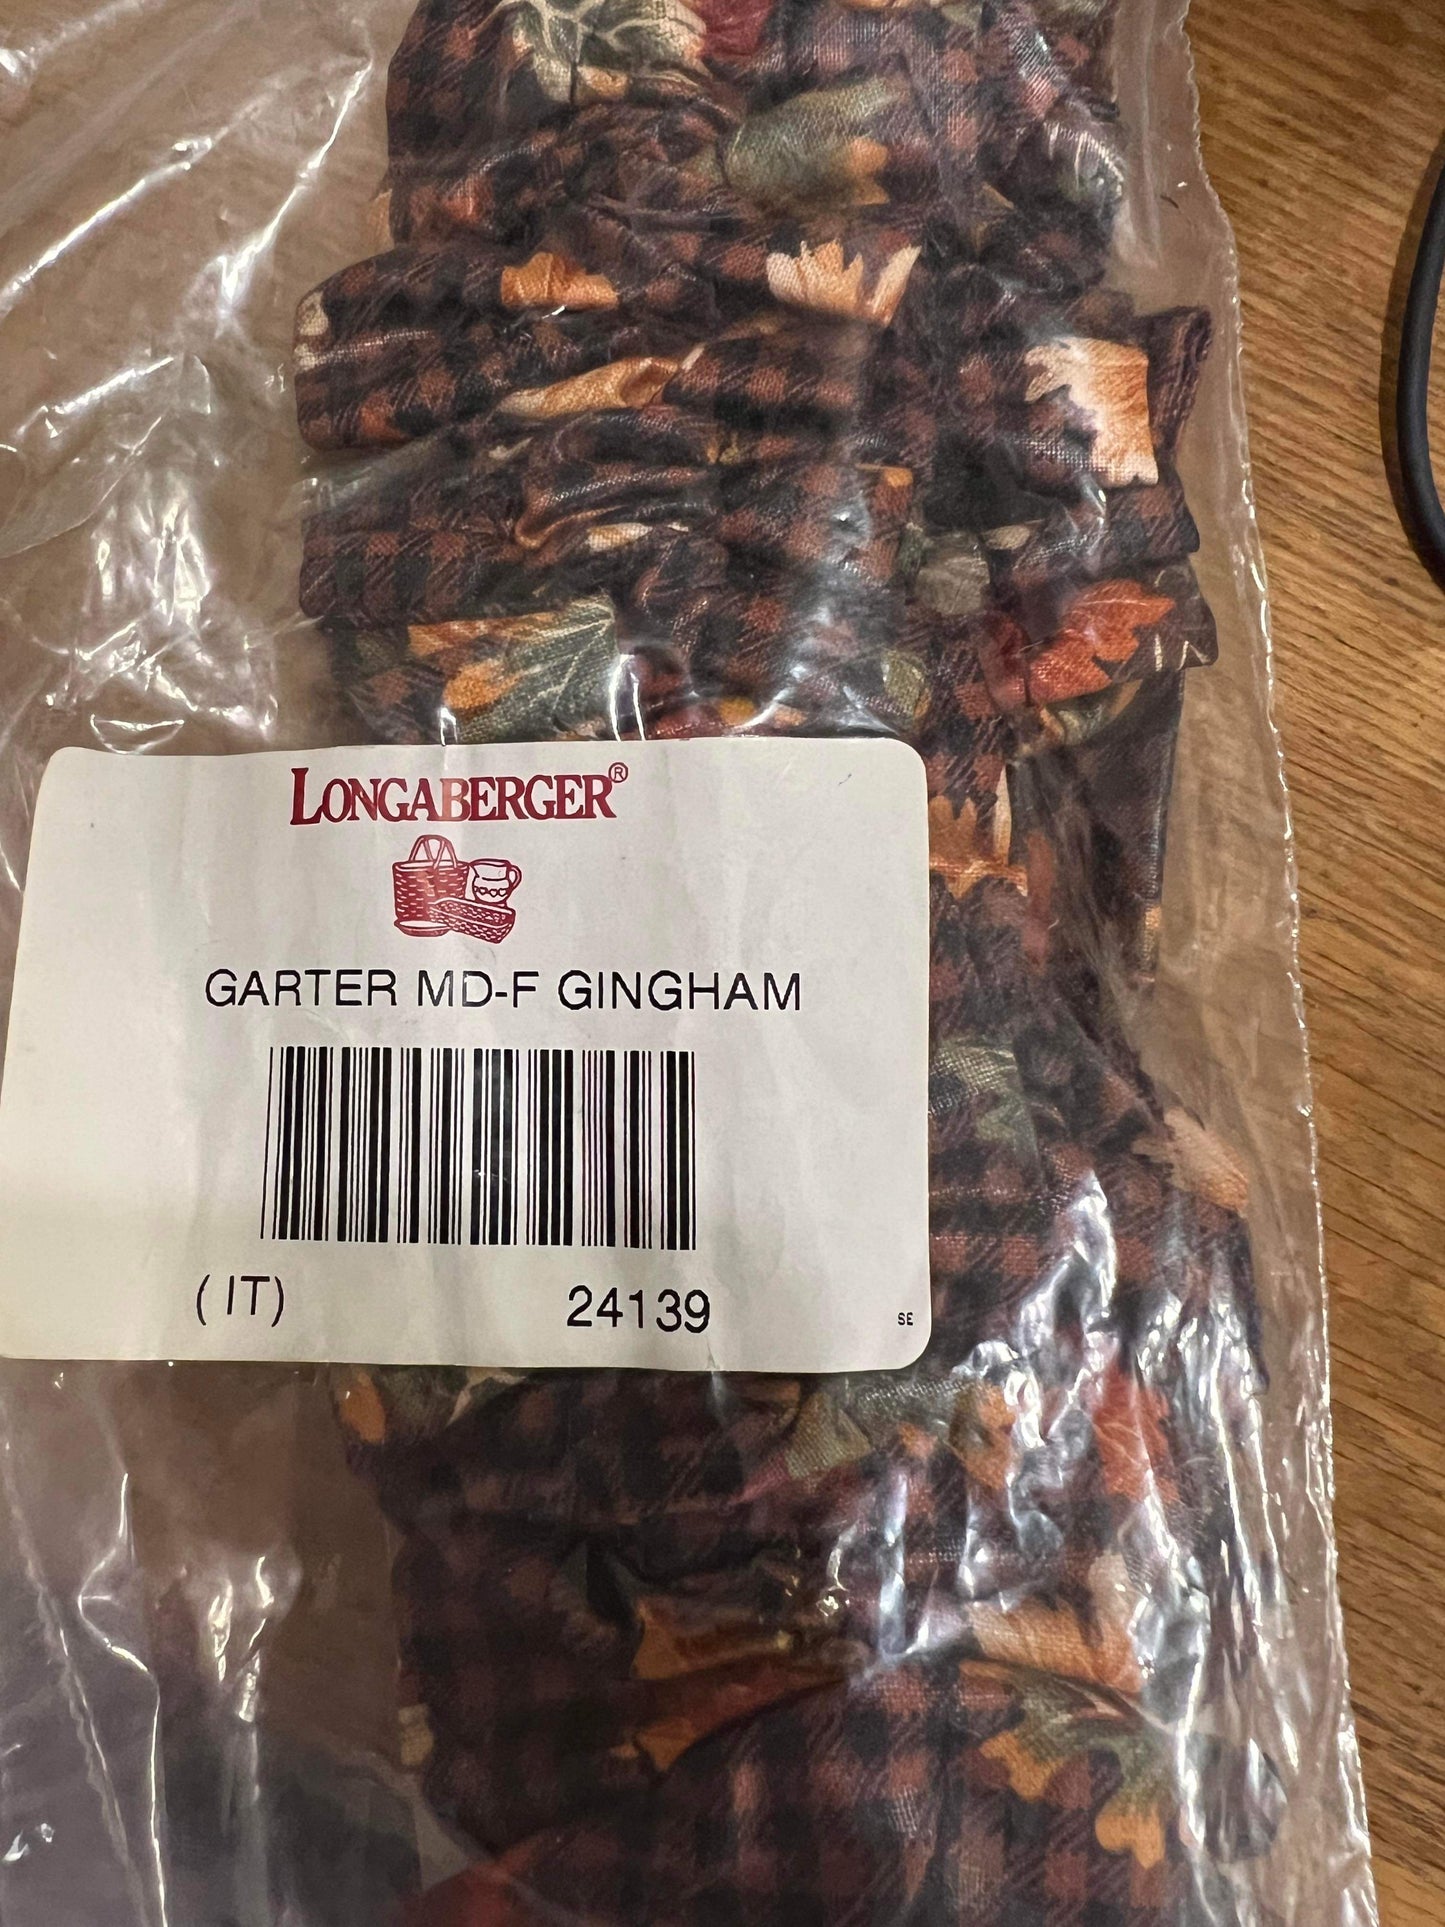 LONGABERGER®
GARTER MD-F GINGHAM
( IT) 24139
SE